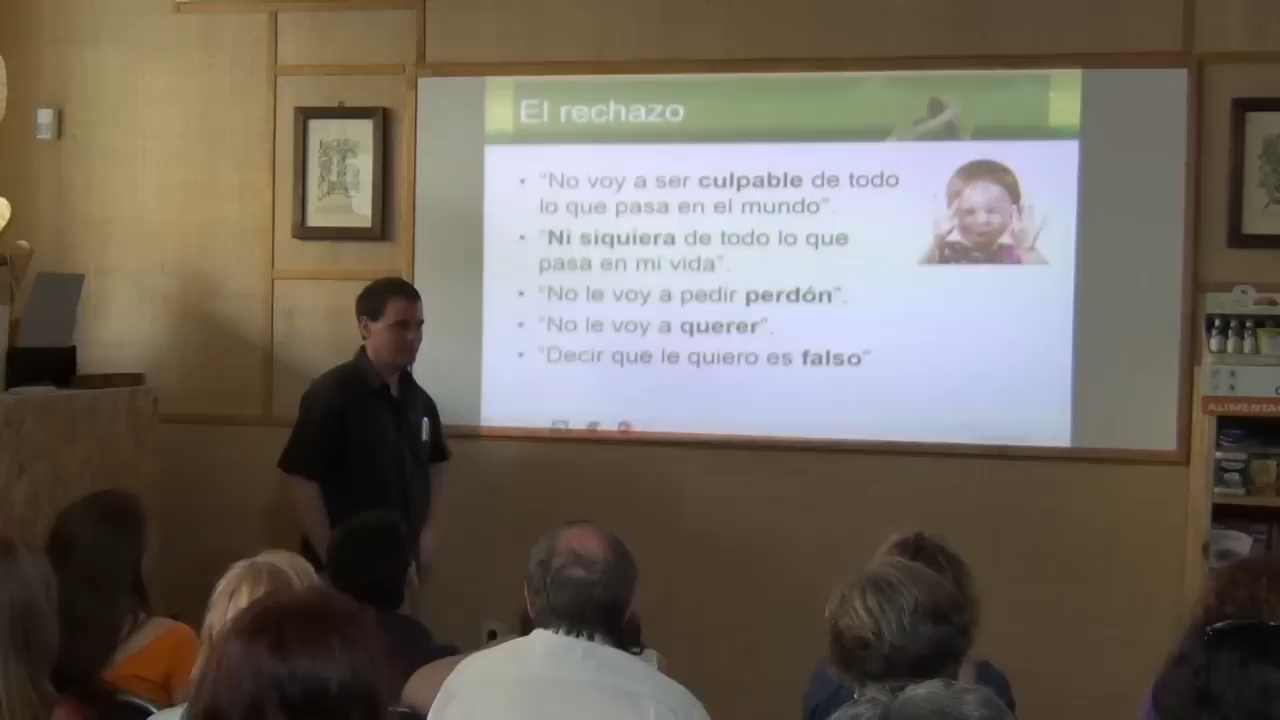 El rechazo
• "No voy a ser culpable de todo
lo que pasa en el mundo".
• "Ni siquiera de todo lo que
pasa en mi vida".
• "No le voy a pedir perdón".
• "No le voy a querer".
• "Decir que le quiero es falso"
ALIMENTA